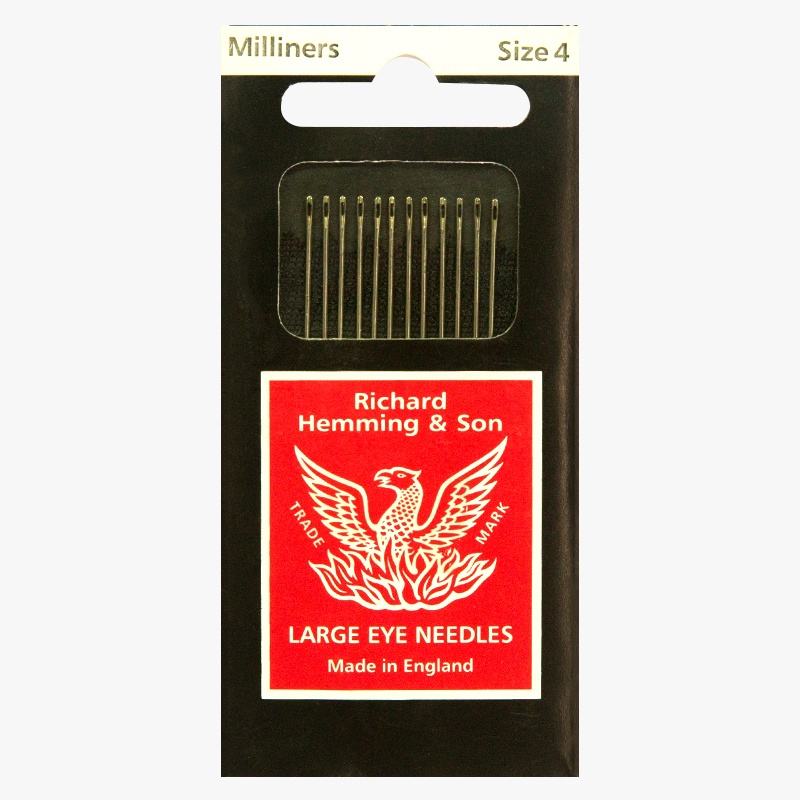 Milliners
Size 4
Richard
Hemming & Son
TRADE
MARK
LARGE EYE NEEDLES
Made in England